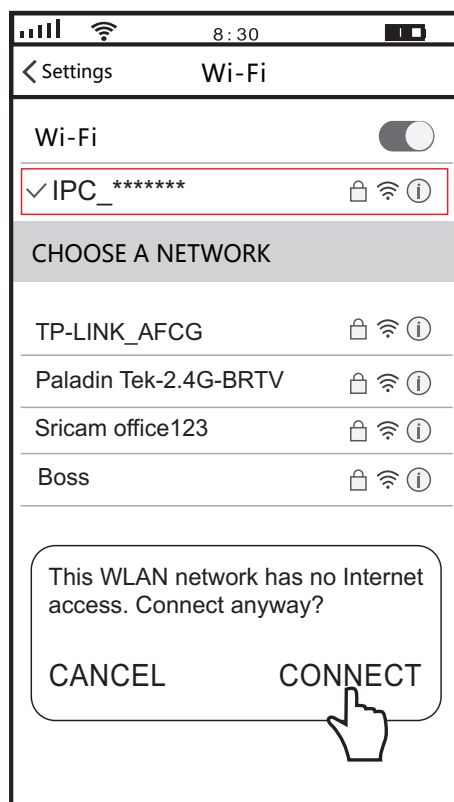 8:30
Settings Wi-Fi
Wi-Fi
IPC_*******
CHOOSE A NETWORK
TP-LINK_AFCG
Paladin Tek-2.4G-BRTV
Sricam office123
Boss
This WLAN network has no Internet
access. Connect anyway?
CANCEL CONNECT